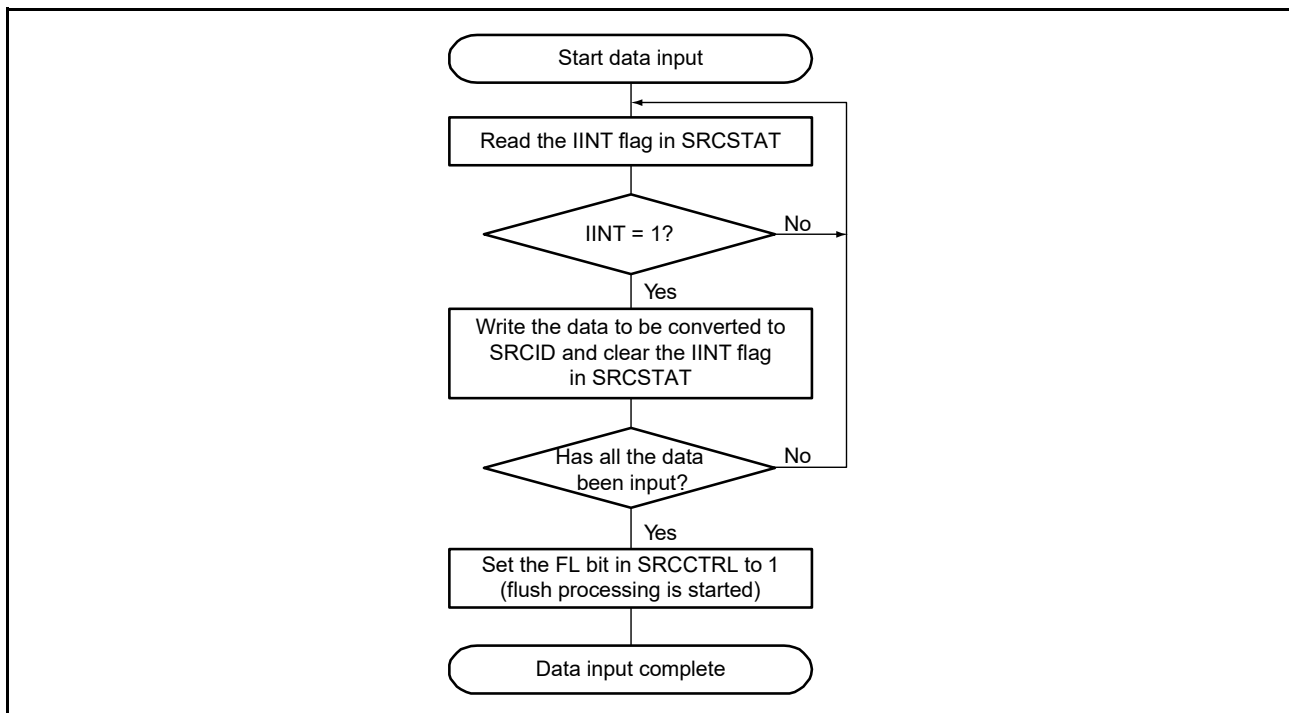 Start data input
Read the IINT flag in SRCSTAT
IINT = 1?
No
Yes
Write the data to be converted to
SRCID and clear the IINT flag
in SRCSTAT
Has all the data
been input?
No
Yes
Set the FL bit in SRCCTRL to 1
(flush processing is started)
Data input complete